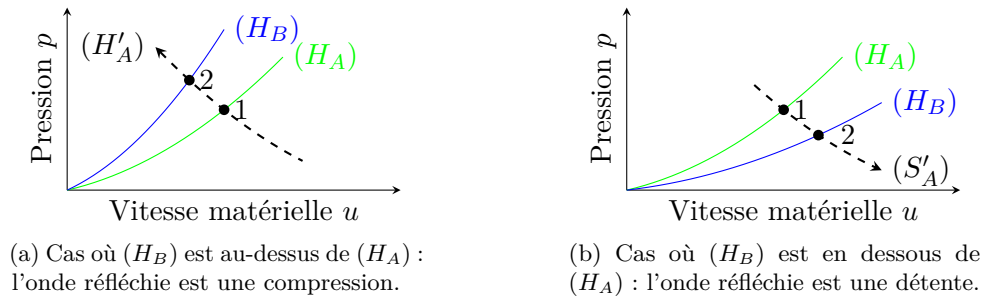 Pression p
(H'_A)
(H_B)
(H_A)
2
1
Vitesse matérielle u
(a) Cas où (H_B) est au-dessus de (H_A) :
l'onde réfléchie est une compression.
Pression p
(H_A)
(H_B)
1
2
(S'_A)
Vitesse matérielle u
(b) Cas où (H_B) est en dessous de
(H_A) : l'onde réfléchie est une détente.